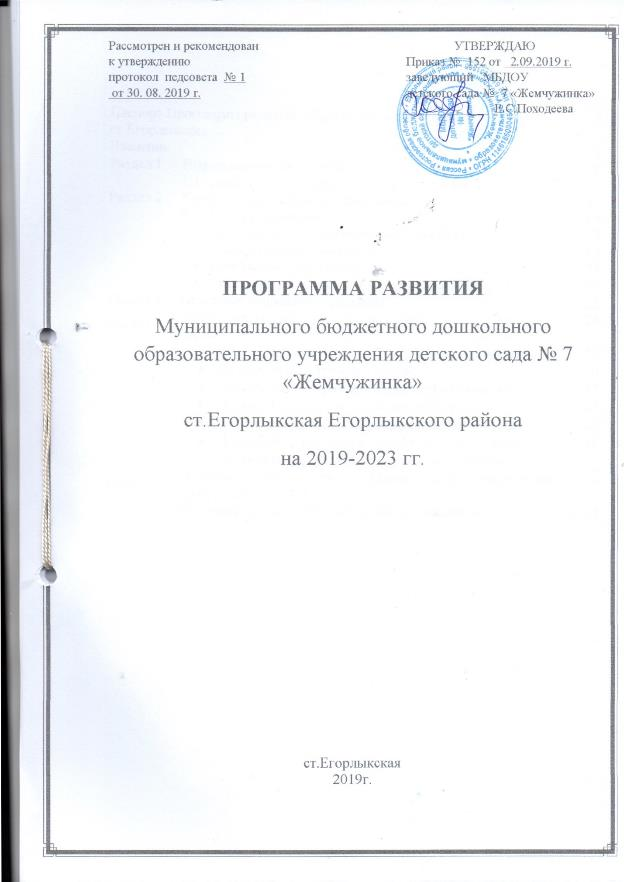 Рассмотрен и рекомендован
к утверждению
протокол педсовета № 1
от 30. 08. 2019 г.
УТВЕРЖДАЮ
Приказ № 152 от 2.09.2019 г.
заведующий МБДОУ
детского сада № 7 «Жемчужинка»
Походеева
ПРОГРАММА РАЗВИТИЯ
Муниципального бюджетного дошкольного
образовательного учреждения детского сада № 7
«Жемчужинка»
ст.Егорлыкская Егорлыкского района
на 2019-2023 гг.
ст.Егорлыкская
2019г.